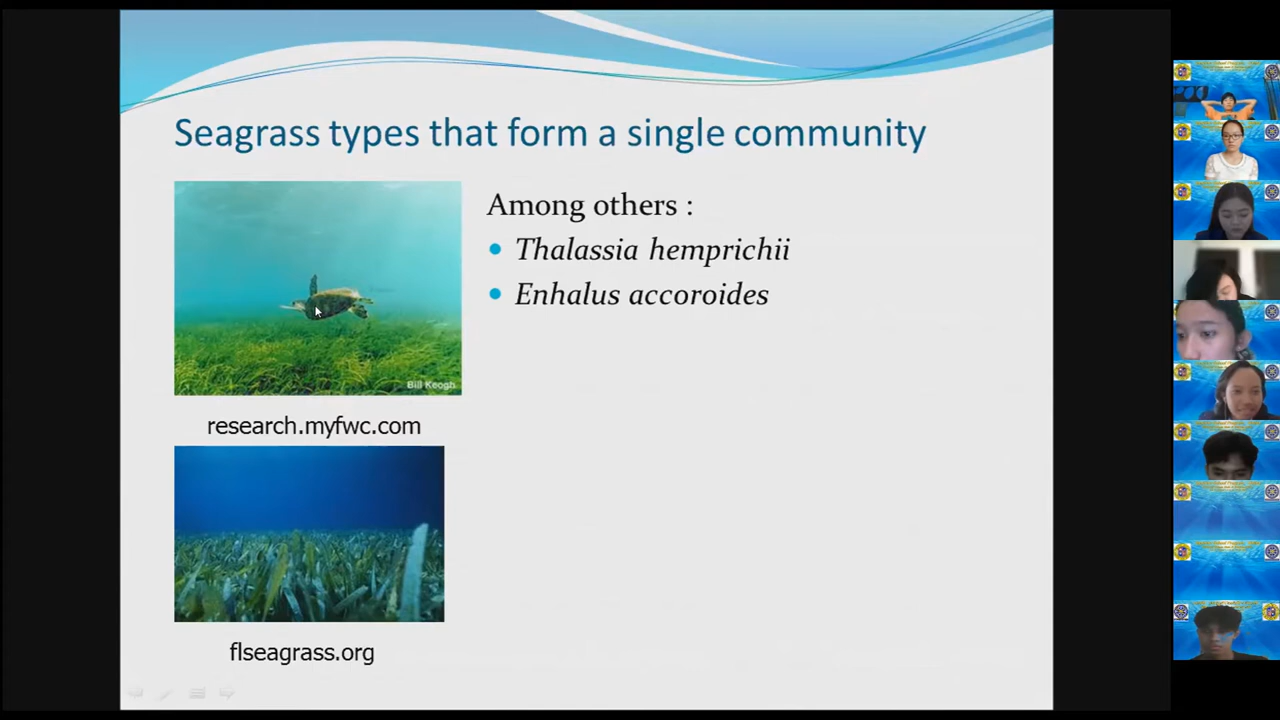 Seagrass types that form a single community
Among others :
Thalassia hemprichii
Enhalus accoroides
Bill Keogh
research.myfwc.com
flseagrass.org